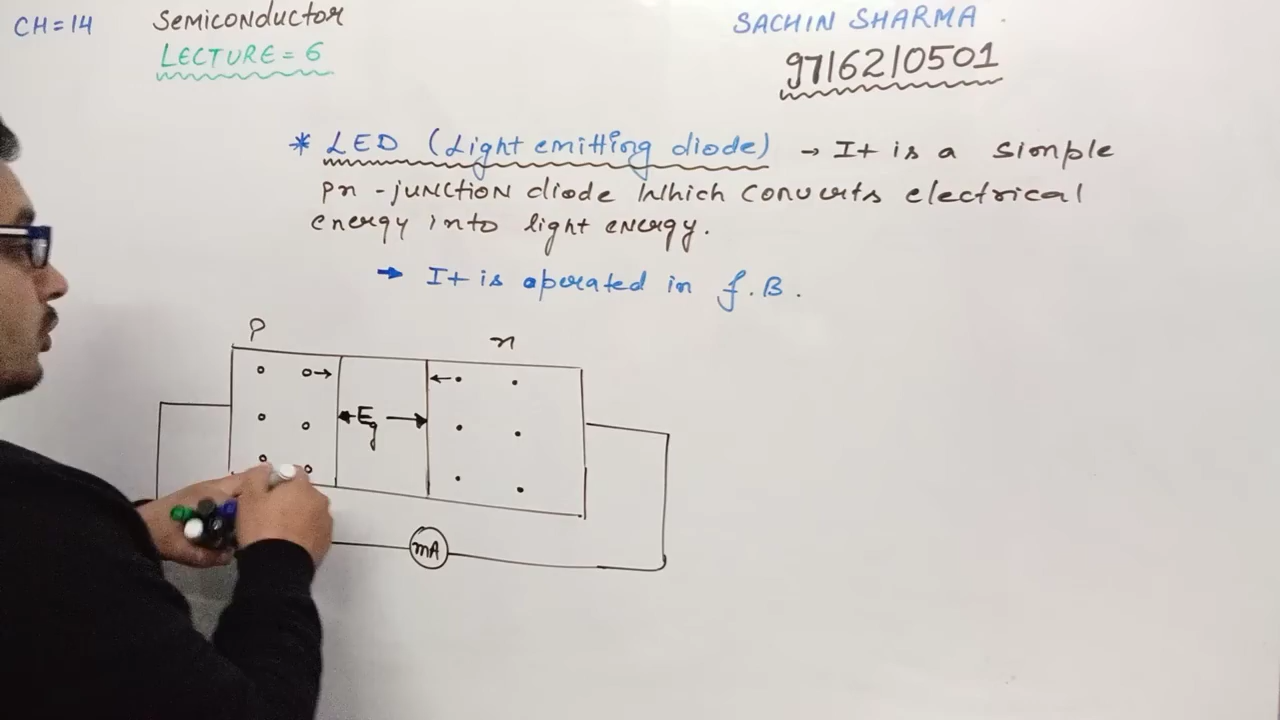 CH=14
Semiconductor
LECTURE = 6
SACHIN SHARMA
9716210501
* LED (Light emitting diode) → It is a simple
pn-junction diode Which converts electrical
energy into light energy.
→ It is operated in f.B.
P
n
Eg
mA